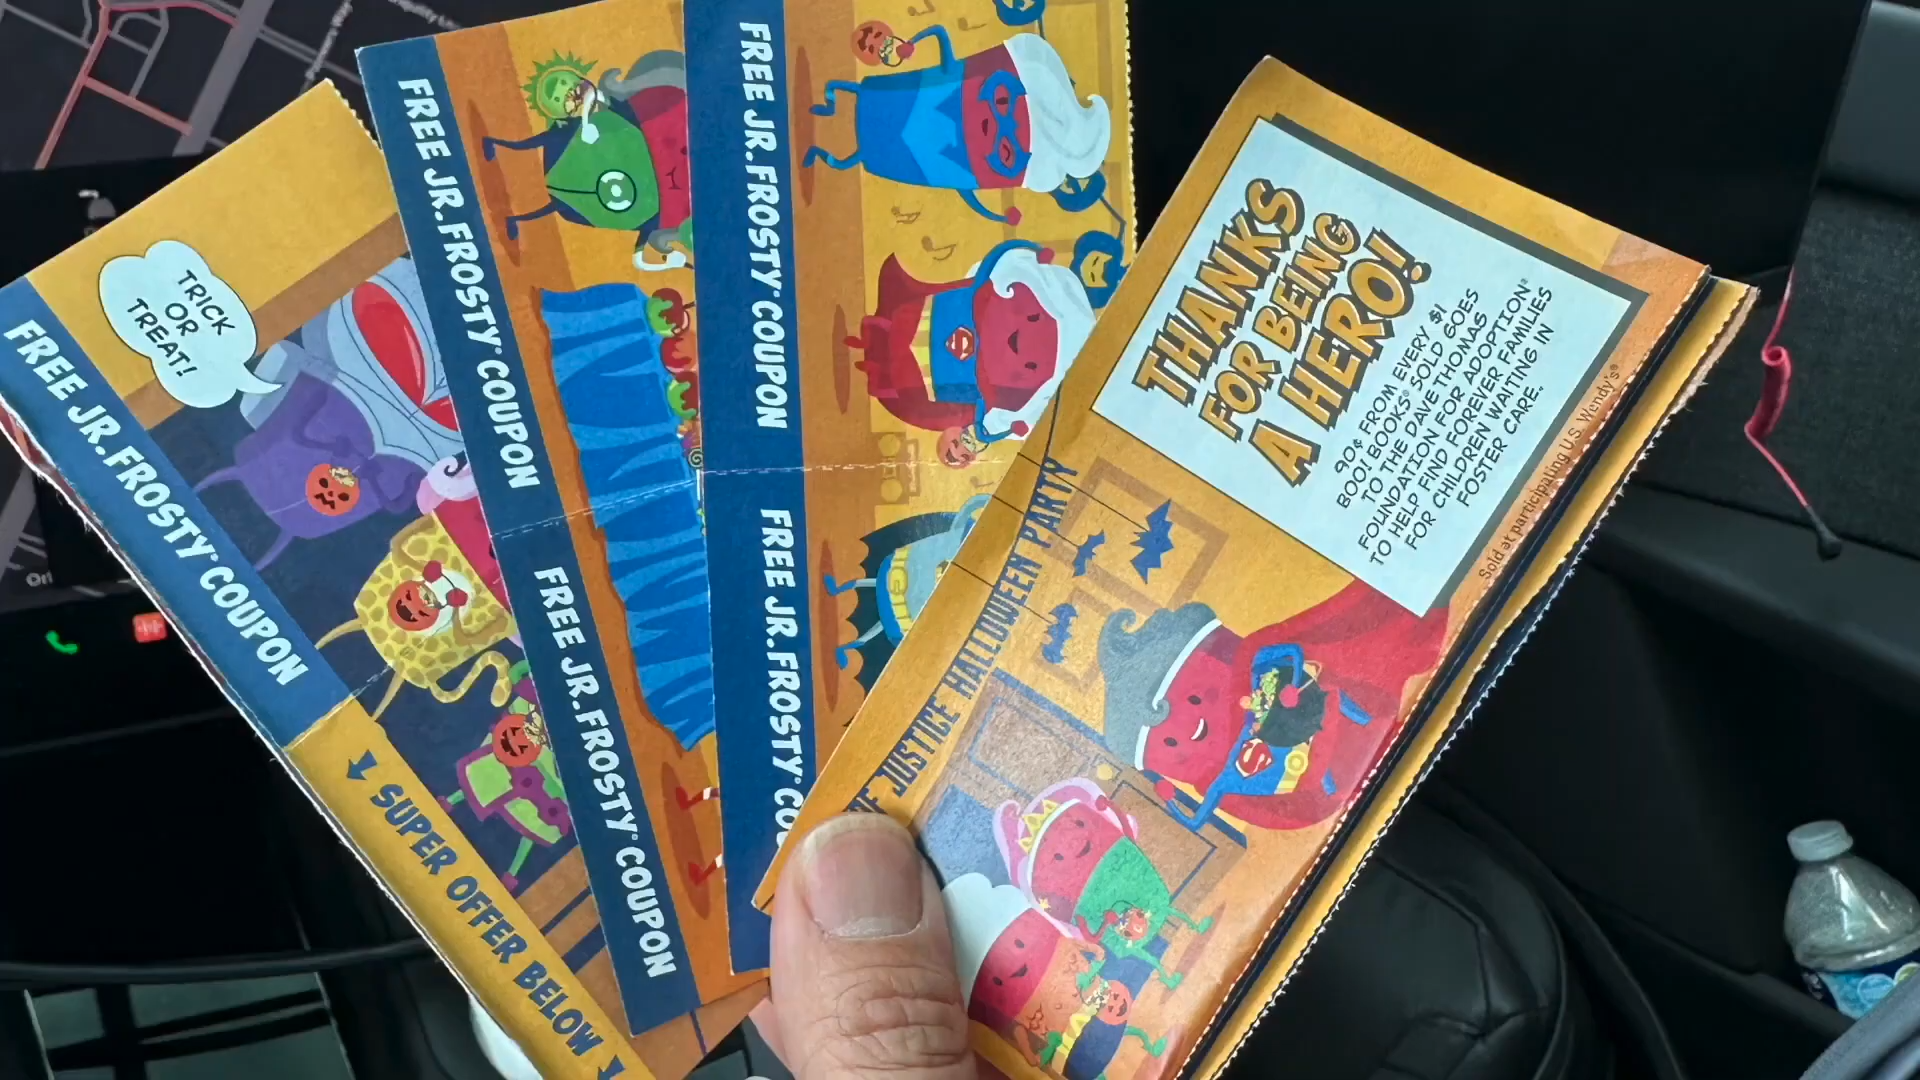 TRICK
OR
TREAT!
FREE JR. FROSTY® COUPON
SUPER OFFER BELOW
FREE JR. FROSTY® COUPON
FREE JR. FROSTY® COUPON
FREE JR. FROSTY® COUPON
FREE JR. FROSTY® CO
THANKS
FOR BEING
A HERO!
90¢ FROM EVERY $1
BOO! BOOKS® SOLD GOES
TO THE DAVE THOMAS
FOUNDATION FOR ADOPTION®
TO HELP FIND FOREVER FAMILIES
FOR CHILDREN WAITING IN
FOSTER CARE.™
Sold at participating U.S. Wendy's®
OF JUSTICE HALLOWEEN PARTY